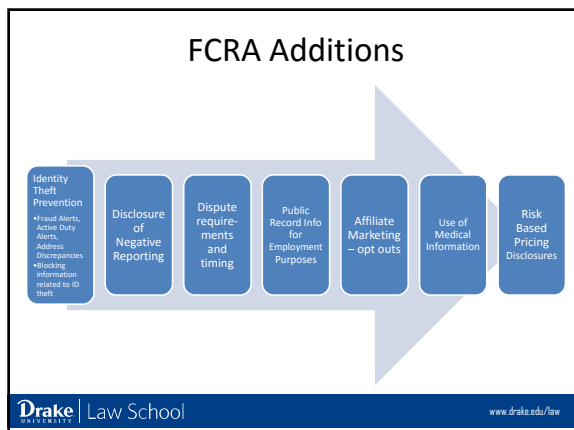 FCRA Additions
Identity
Theft
Prevention
•Fraud Alerts,
Active Duty
Alerts,
Address
Discrepancies
•Blocking
information
related to ID
theft
Disclosure
of
Negative
Reporting
Dispute
require-
ments
and
timing
Public
Record Info
for
Employment
Purposes
Affiliate
Marketing
– opt outs
Use of
Medical
Information
Risk
Based
Pricing
Disclosures
Drake | Law School
UNIVERSITY
www.drake.edu/law